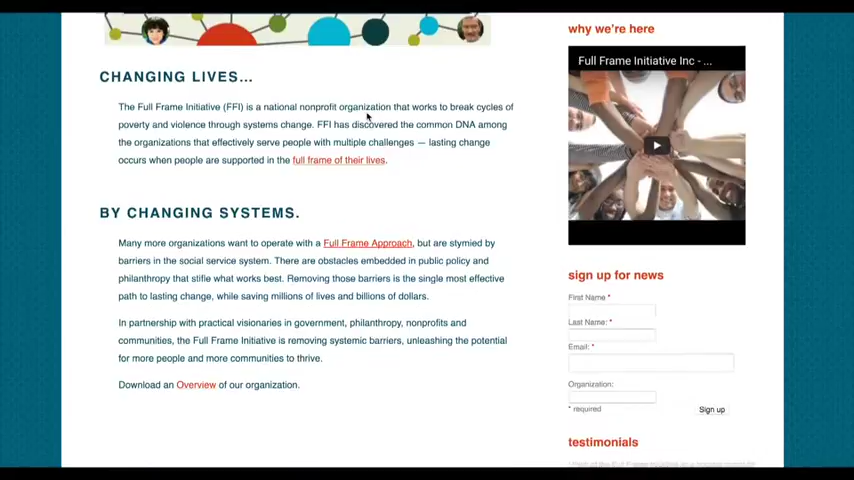 CHANGING LIVES...
The Full Frame Initiative (FFI) is a national nonprofit organization that works to break cycles of
poverty and violence through systems change. FFI has discovered the common DNA among
the organizations that effectively serve people with multiple challenges — lasting change
occurs when people are supported in the full frame of their lives.
BY CHANGING SYSTEMS.
Many more organizations want to operate with a Full Frame Approach, but are stymied by
barriers in the social service system. There are obstacles embedded in public policy and
philanthropy that stifle what works best. Removing those barriers is the single most effective
path to lasting change, while saving millions of lives and billions of dollars.
In partnership with practical visionaries in government, philanthropy, nonprofits and
communities, the Full Frame Initiative is removing systemic barriers, unleashing the potential
for more people and more communities to thrive.
Download an Overview of our organization.
why we're here
Full Frame Initiative Inc - ...
sign up for news
First Name *
Last Name: *
Email: *
Organization:
* required
Sign up
testimonials